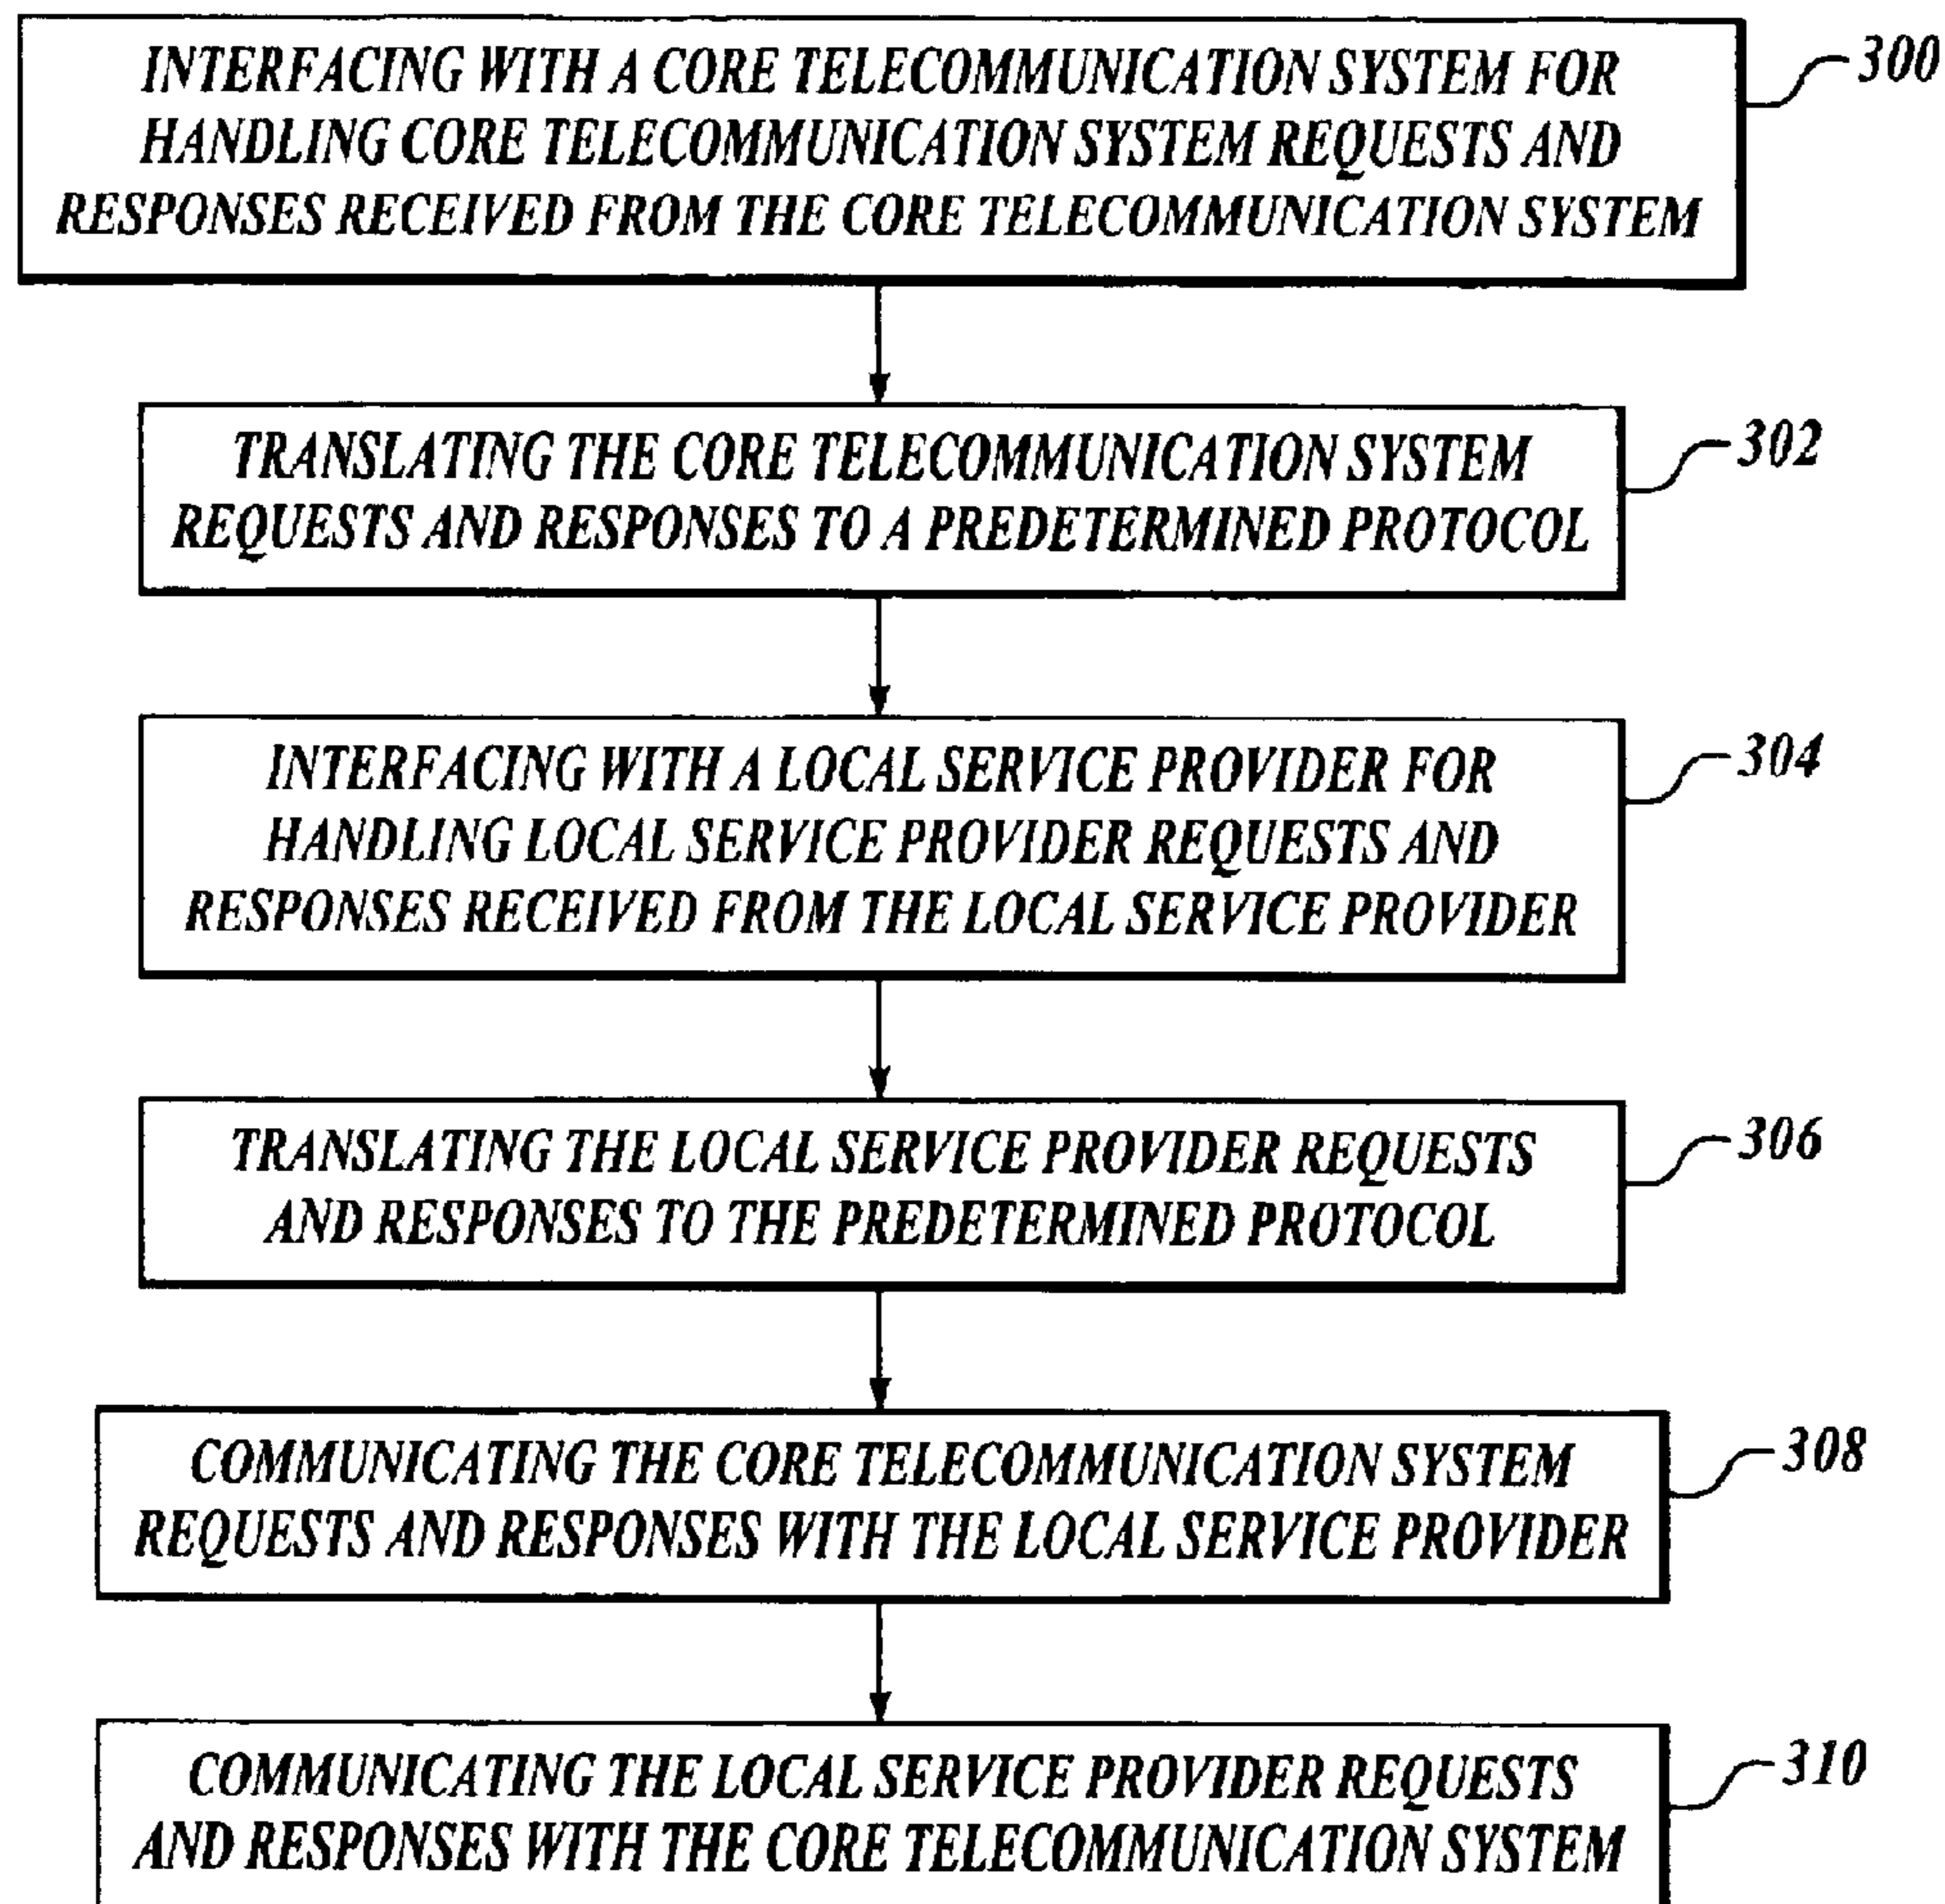 INTERFACING WITH A CORE TELECOMMUNICATION SYSTEM FOR
HANDLING CORE TELECOMMUNICATION SYSTEM REQUESTS AND
RESPONSES RECEIVED FROM THE CORE TELECOMMUNICATION SYSTEM
300
TRANSLATING THE CORE TELECOMMUNICATION SYSTEM
REQUESTS AND RESPONSES TO A PREDETERMINED PROTOCOL
302
INTERFACING WITH A LOCAL SERVICE PROVIDER FOR
HANDLING LOCAL SERVICE PROVIDER REQUESTS AND
RESPONSES RECEIVED FROM THE LOCAL SERVICE PROVIDER
304
TRANSLATING THE LOCAL SERVICE PROVIDER REQUESTS
AND RESPONSES TO THE PREDETERMINED PROTOCOL
306
COMMUNICATING THE CORE TELECOMMUNICATION SYSTEM
REQUESTS AND RESPONSES WITH THE LOCAL SERVICE PROVIDER
308
COMMUNICATING THE LOCAL SERVICE PROVIDER REQUESTS
AND RESPONSES WITH THE CORE TELECOMMUNICATION SYSTEM
310